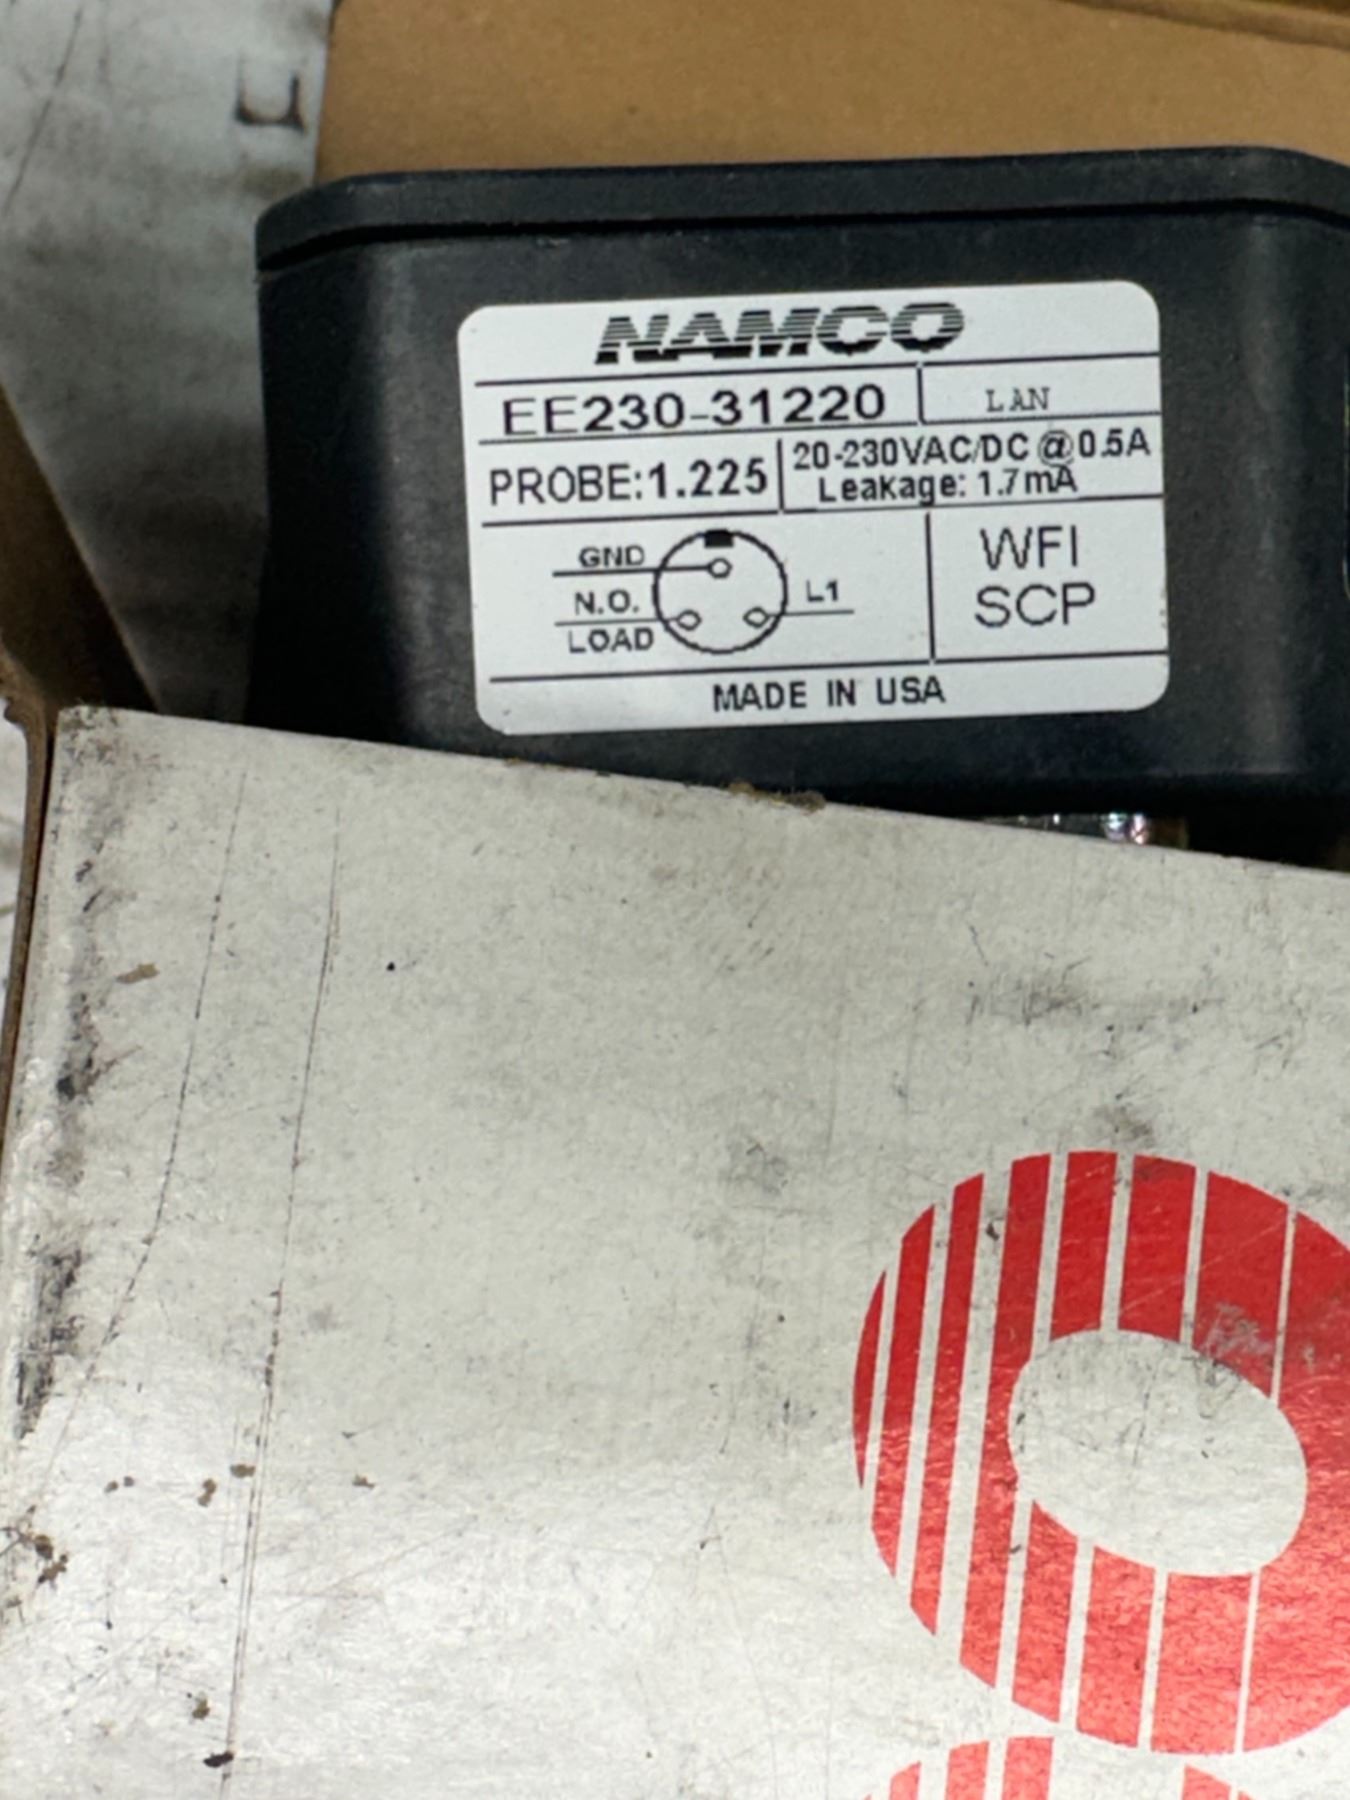 NAMCO
EE230-31220
LAN
PROBE:1.225
20-230VAC/DC @ 0.5A
Leakage: 1.7mA
GND
N.O.
LOAD
L1
WFI
SCP
MADE IN USA